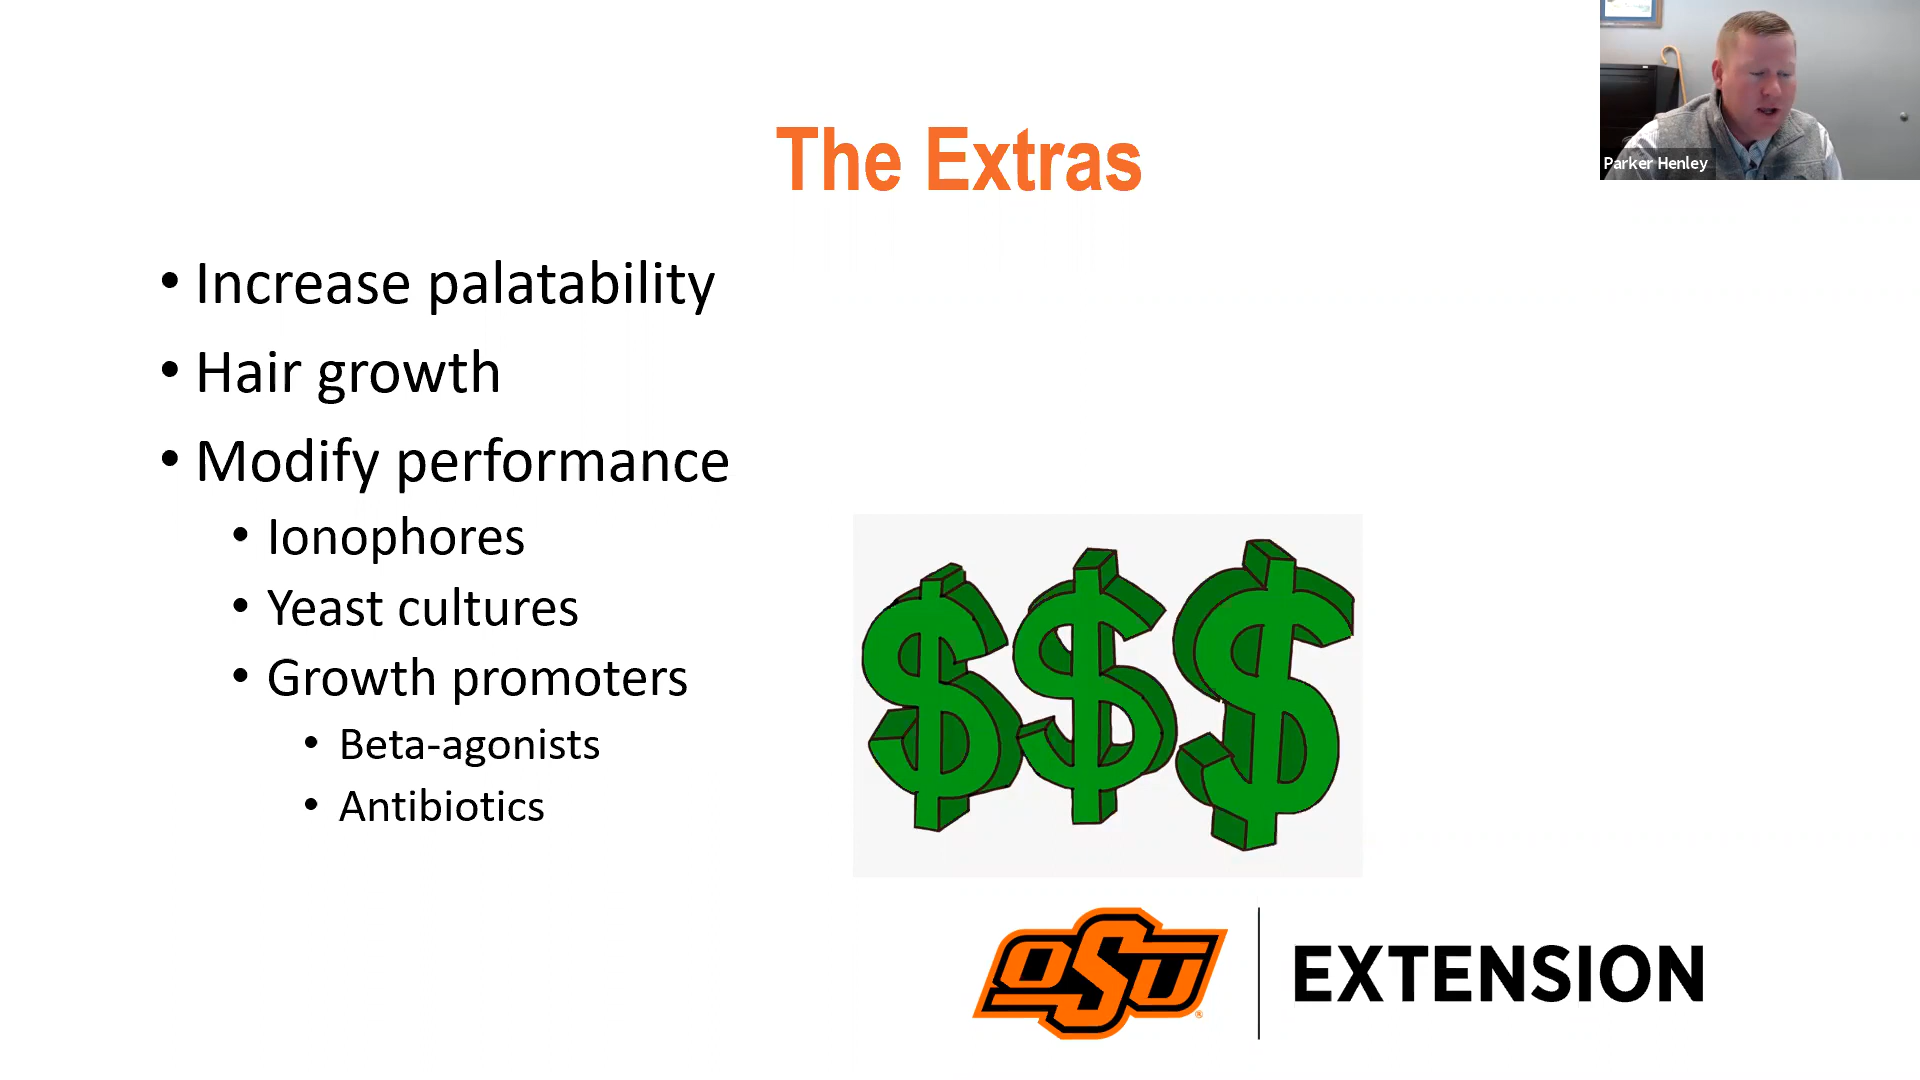 The Extras
Parker Henley
• Increase palatability
• Hair growth
• Modify performance
• Ionophores
• Yeast cultures
• Growth promoters
• Beta-agonists
• Antibiotics
$$$
OSU ® EXTENSION